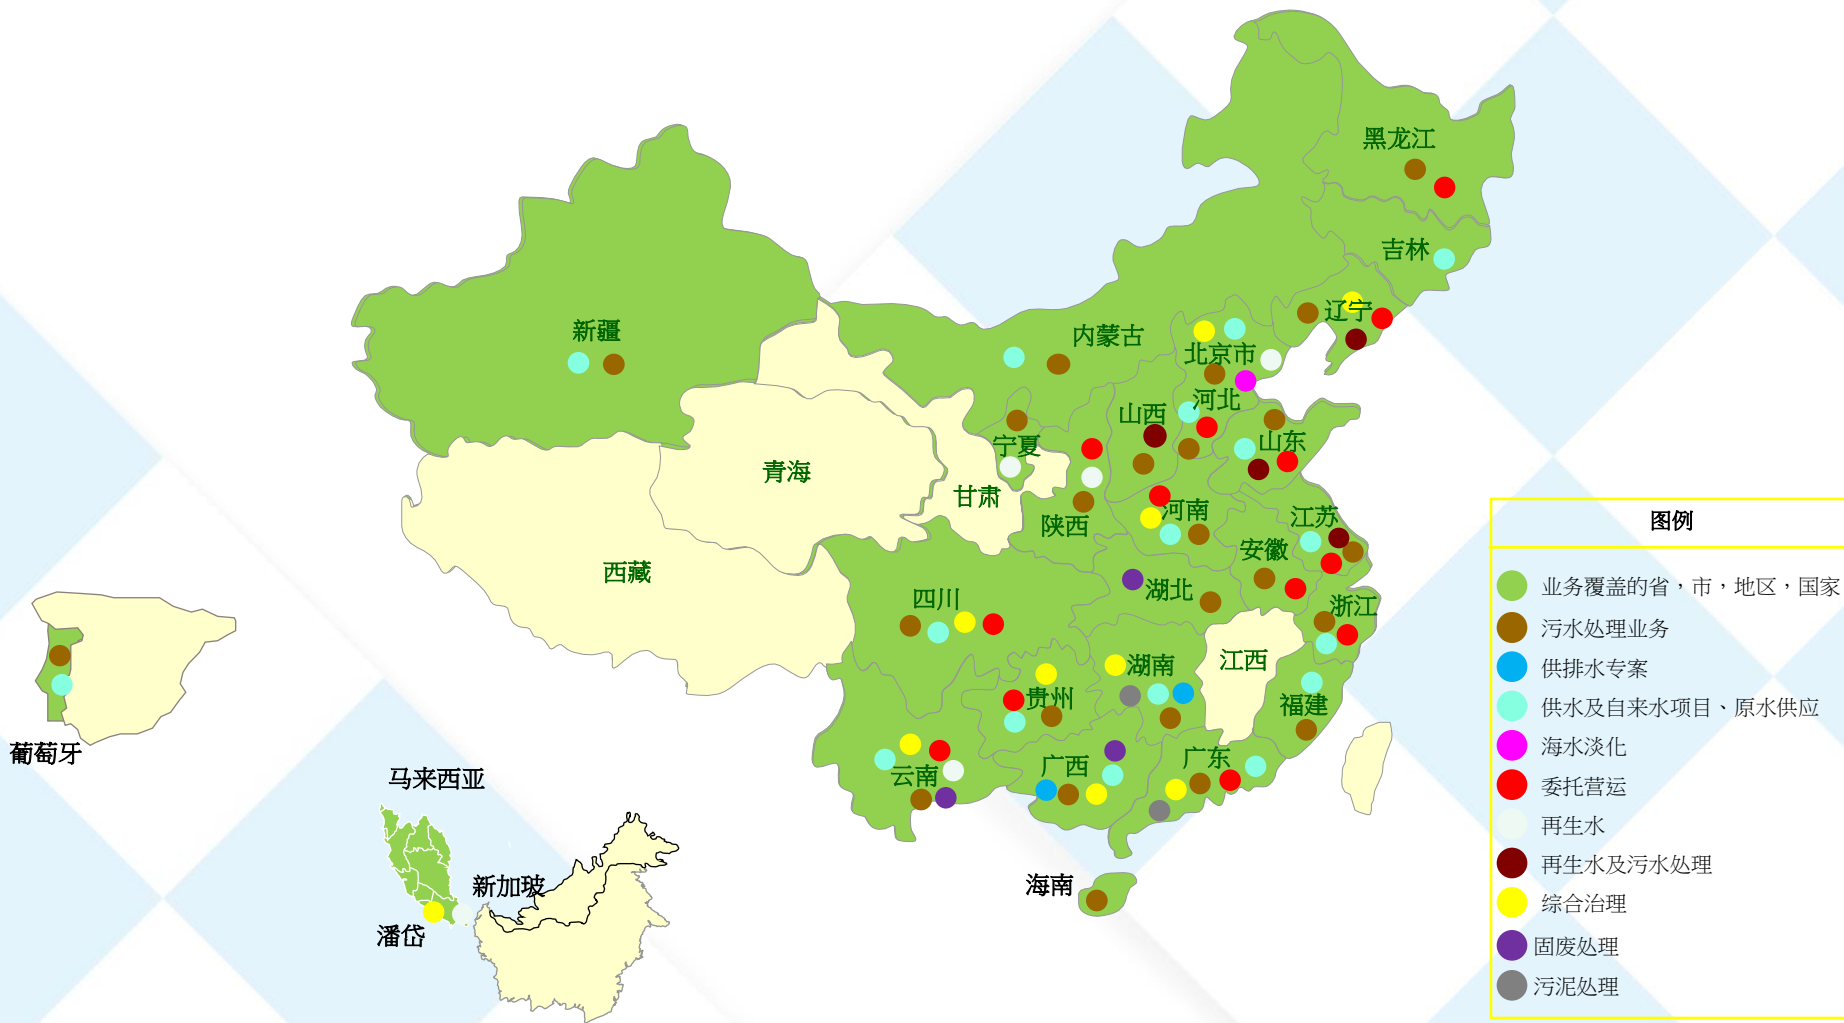 黑龙江
吉林
辽宁
新疆
内蒙古
北京市
河北
山西
山东
宁夏
青海
甘肃
陕西
河南
江苏
安徽
西藏
四川
湖北
浙江
湖南
江西
贵州
福建
云南
广西
广东
海南
葡萄牙
马来西亚
新加玻
潘岱
图例
业务覆盖的省，市，地区，国家
污水处理业务
供排水专案
供水及自来水项目、原水供应
海水淡化
委托营运
再生水
再生水及污水处理
综合治理
固废处理
污泥处理